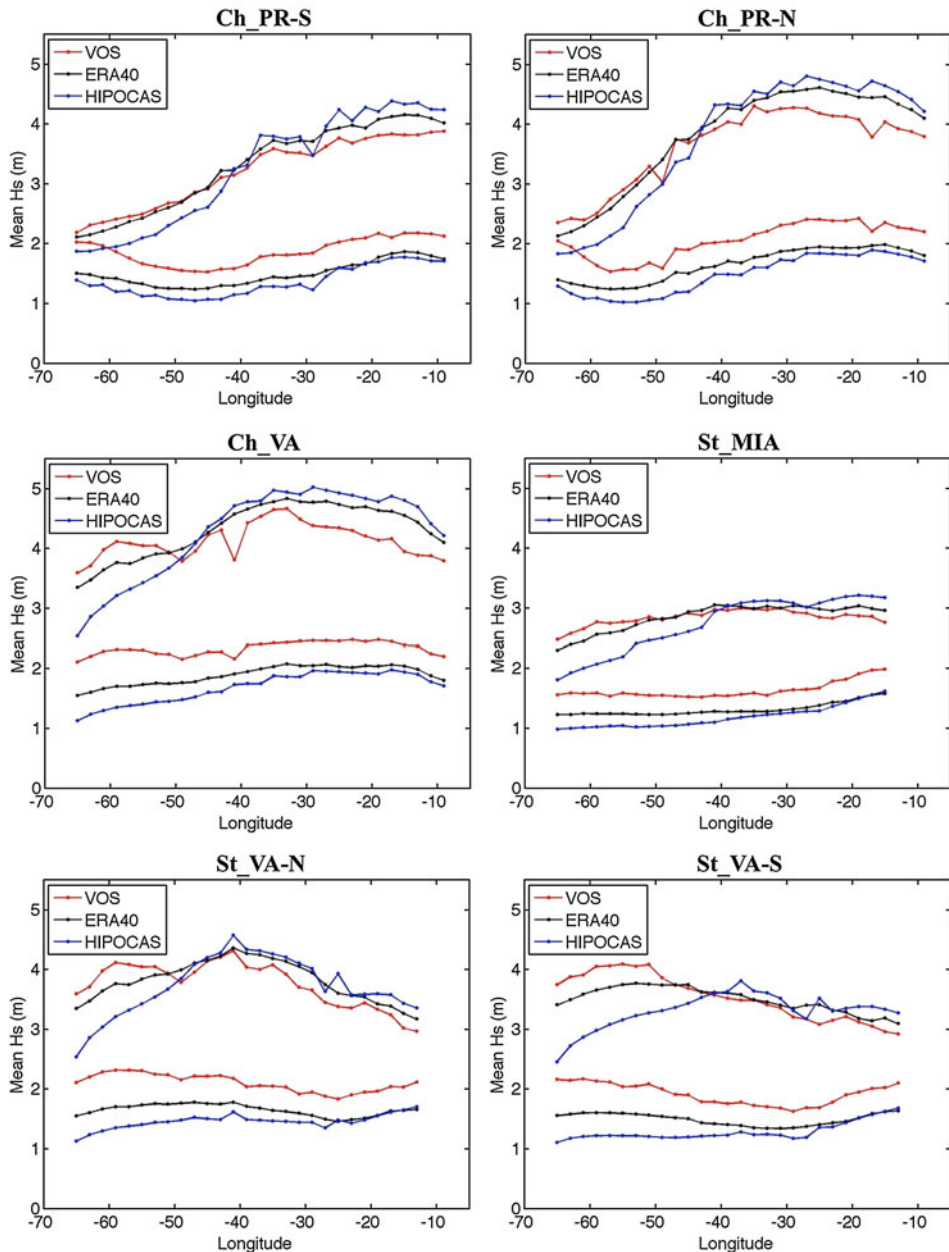 Ch_PR-S
VOS
ERA40
HIPOCAS
Mean Hs (m)
5
4
3
2
1
0
-70 -60 -50 -40 -30 -20 -10
Longitude
Ch_PR-N
VOS
ERA40
HIPOCAS
Mean Hs (m)
5
4
3
2
1
0
-70 -60 -50 -40 -30 -20 -10
Longitude
Ch_VA
VOS
ERA40
HIPOCAS
Mean Hs (m)
5
4
3
2
1
0
-70 -60 -50 -40 -30 -20 -10
Longitude
St_MIA
VOS
ERA40
HIPOCAS
Mean Hs (m)
5
4
3
2
1
0
-70 -60 -50 -40 -30 -20 -10
Longitude
St_VA-N
VOS
ERA40
HIPOCAS
Mean Hs (m)
5
4
3
2
1
0
-70 -60 -50 -40 -30 -20 -10
Longitude
St_VA-S
VOS
ERA40
HIPOCAS
Mean Hs (m)
5
4
3
2
1
0
-70 -60 -50 -40 -30 -20 -10
Longitude